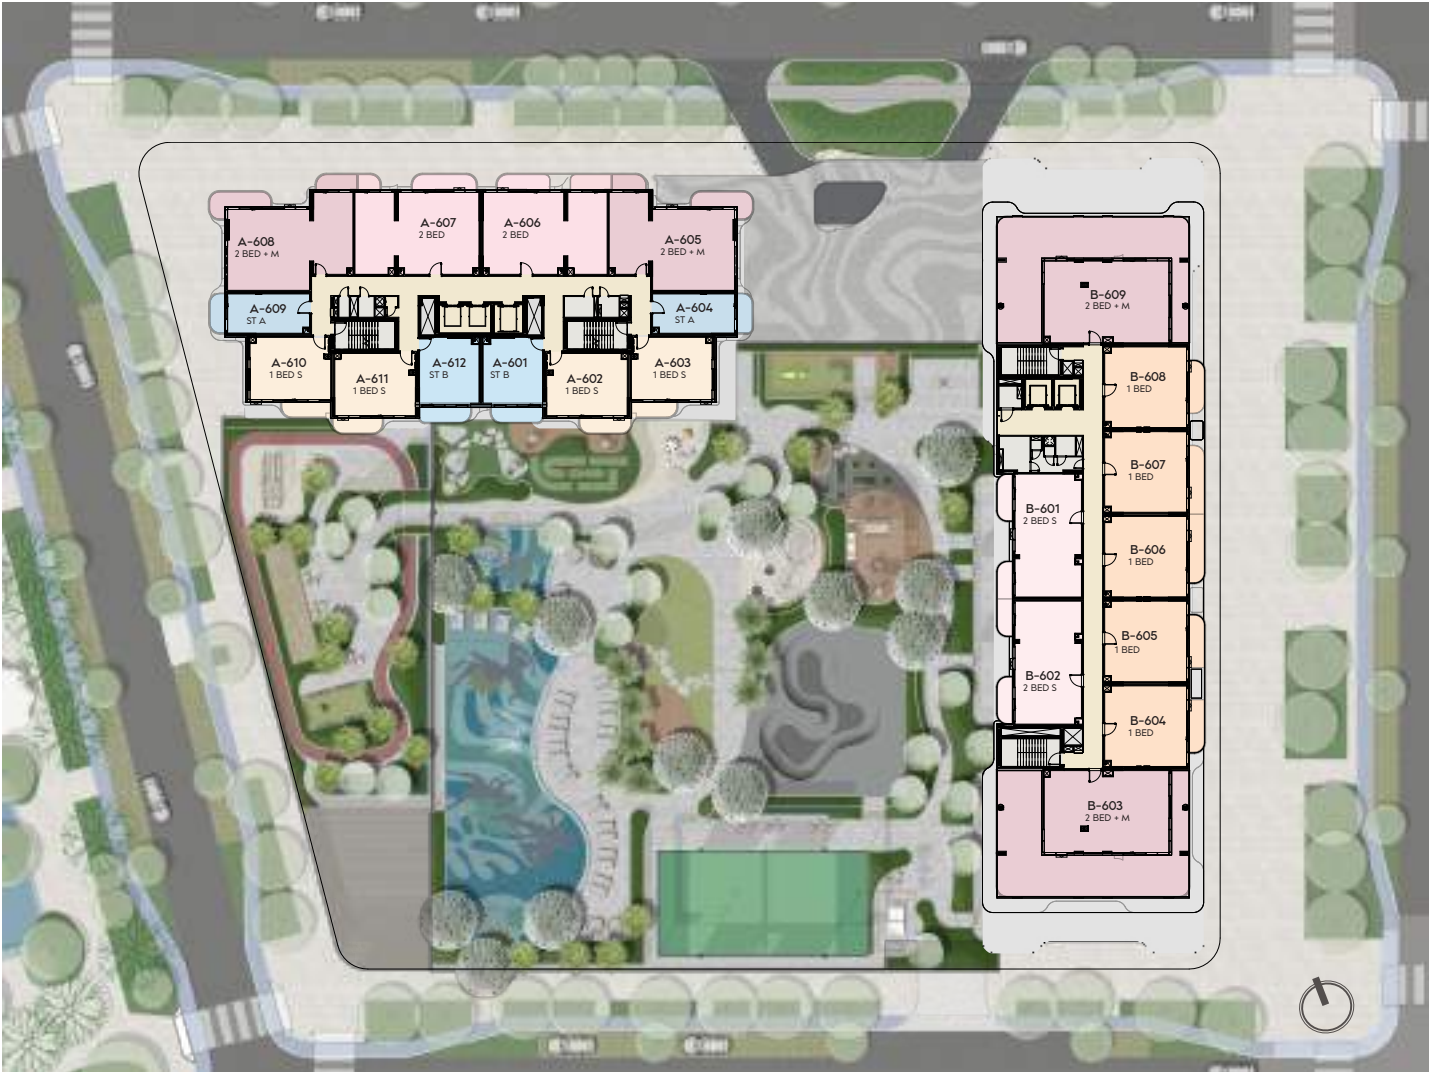 A-607
2 BED
A-606
2 BED
A-608
2 BED + M
A-605
2 BED + M
A-609
ST A
A-604
ST A
A-610
1 BED S
A-611
1 BED S
A-612
ST B
A-601
ST B
A-602
1 BED S
A-603
1 BED S
B-609
2 BED + M
B-608
1 BED
B-607
1 BED
B-601
2 BED S
B-606
1 BED
B-605
1 BED
B-602
2 BED S
B-604
1 BED
B-603
2 BED + M